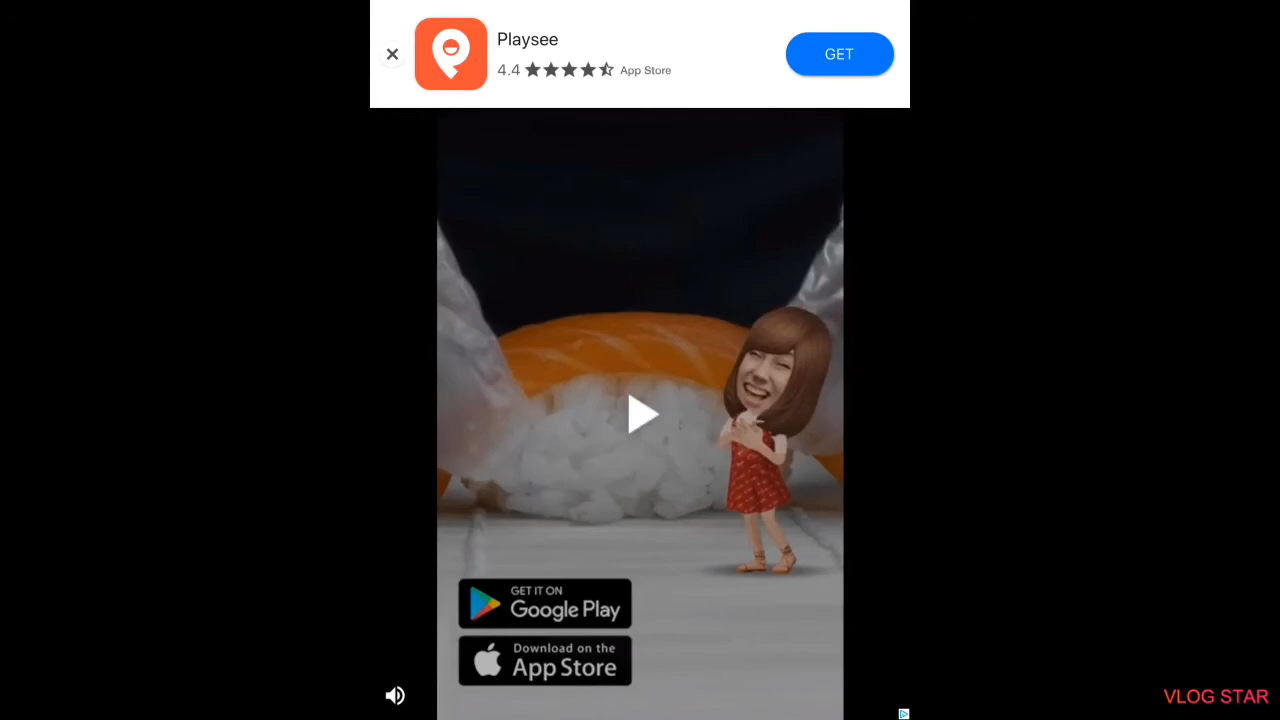 Playsee
4.4 App Store
GET
GET IT ON
Google Play
Download on the
App Store
VLOG STAR